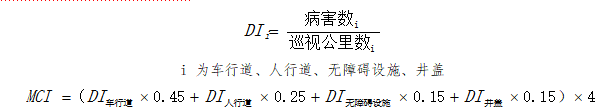 DIi=病害数i/巡视公里数i
i 为车行道、人行道、无障碍设施、井盖
MCI =（DI车行道×0.45+DI人行道×0.25+DI无障碍设施×0.15+DI井盖×0.15）×4